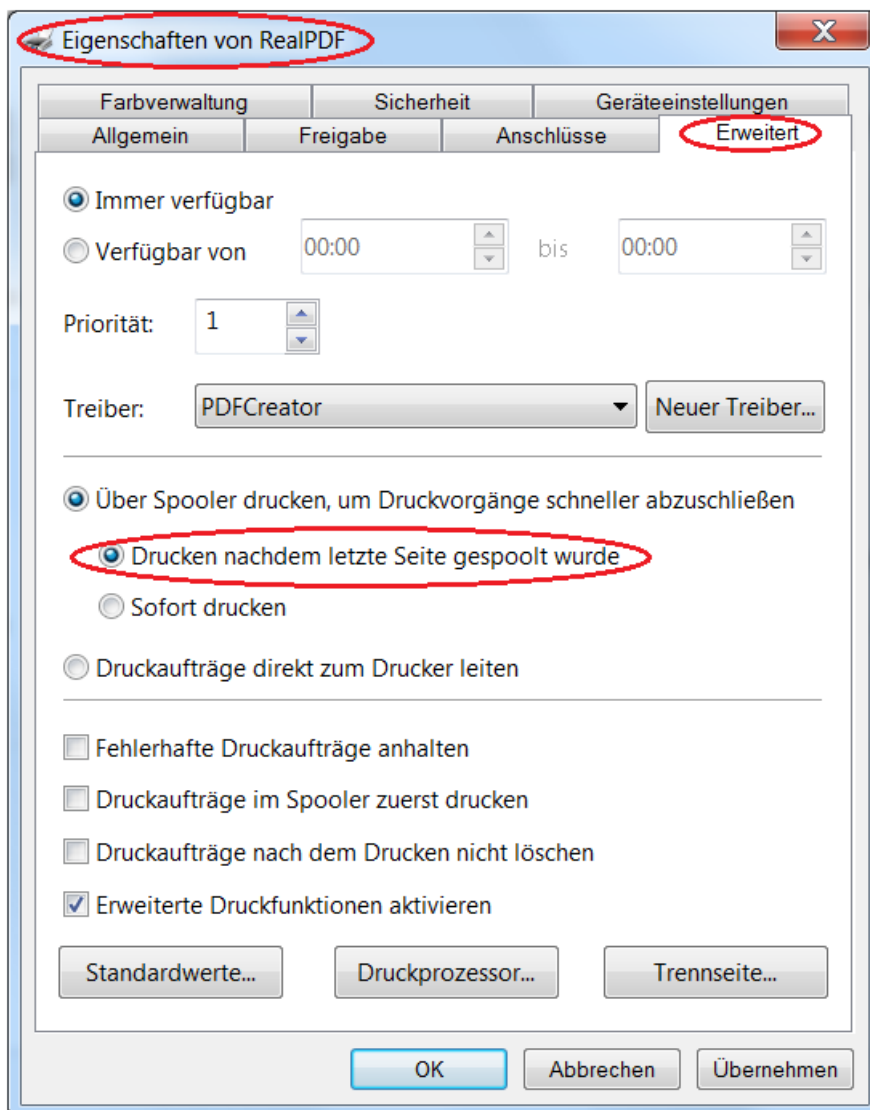 Eigenschaften von RealPDF
X
Farbverwaltung Sicherheit Geräteeinstellungen
Allgemein Freigabe Anschlüsse Erweitert
Immer verfügbar
Verfügbar von 00:00 bis 00:00
Priorität: 1
Treiber: PDFCreator Neuer Treiber...
Über Spooler drucken, um Druckvorgänge schneller abzuschließen
Drucken nachdem letzte Seite gespoolt wurde
Sofort drucken
Druckaufträge direkt zum Drucker leiten
Fehlerhafte Druckaufträge anhalten
Druckaufträge im Spooler zuerst drucken
Druckaufträge nach dem Drucken nicht löschen
Erweiterte Druckfunktionen aktivieren
Standardwerte... Druckprozessor... Trennseite...
OK Abbrechen Übernehmen